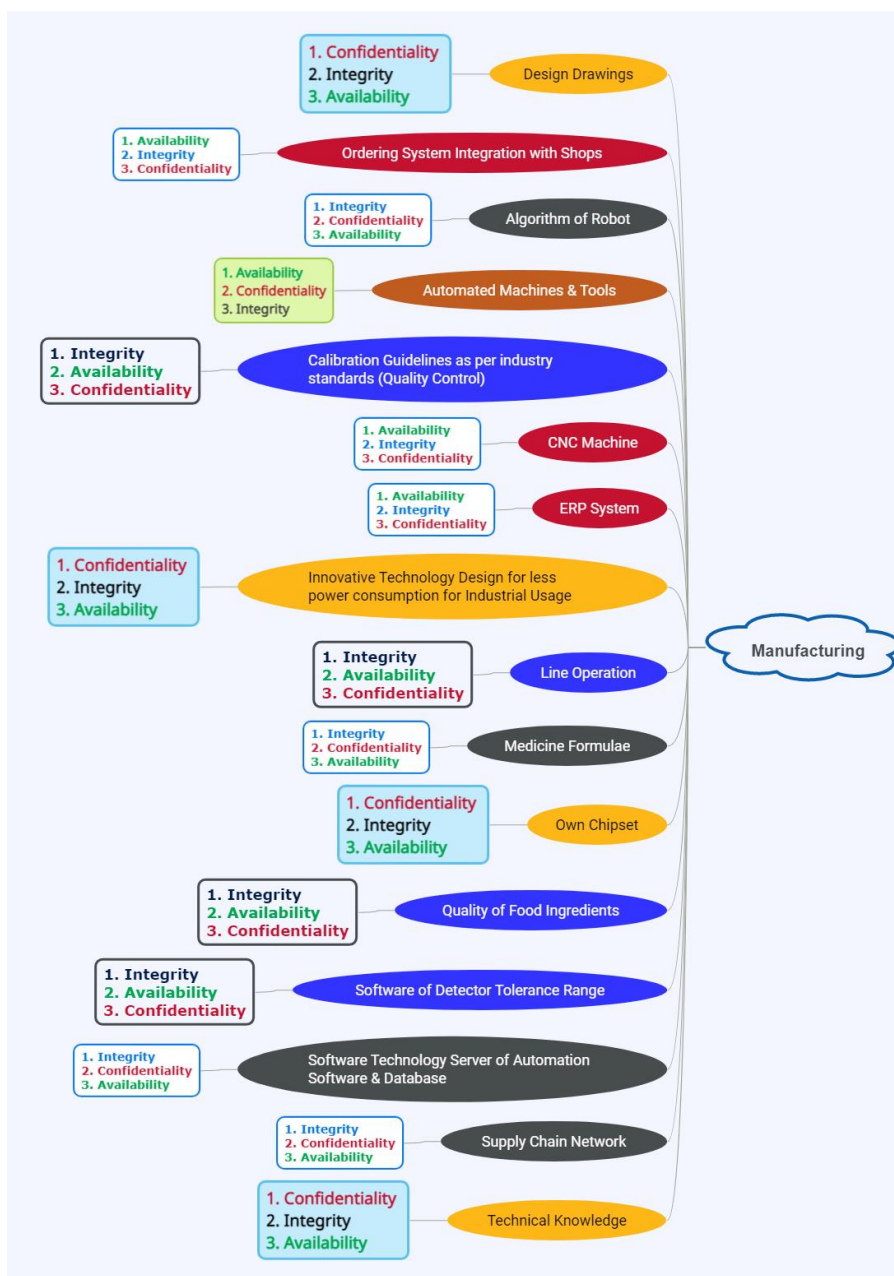 1. Confidentiality
2. Integrity
3. Availability
Design Drawings
1. Availability
2. Integrity
3. Confidentiality
Ordering System Integration with Shops
1. Integrity
2. Confidentiality
3. Availability
Algorithm of Robot
1. Availability
2. Confidentiality
3. Integrity
Automated Machines & Tools
1. Integrity
2. Availability
3. Confidentiality
Calibration Guidelines as per industry
standards (Quality Control)
1. Availability
2. Integrity
3. Confidentiality
CNC Machine
1. Availability
2. Integrity
3. Confidentiality
ERP System
1. Confidentiality
2. Integrity
3. Availability
Innovative Technology Design for less
power consumption for Industrial Usage
Manufacturing
1. Integrity
2. Availability
3. Confidentiality
Line Operation
1. Integrity
2. Confidentiality
3. Availability
Medicine Formulae
1. Confidentiality
2. Integrity
3. Availability
Own Chipset
1. Integrity
2. Availability
3. Confidentiality
Quality of Food Ingredients
1. Integrity
2. Availability
3. Confidentiality
Software of Detector Tolerance Range
1. Integrity
2. Confidentiality
3. Availability
Software Technology Server of Automation
Software & Database
1. Integrity
2. Confidentiality
3. Availability
Supply Chain Network
1. Confidentiality
2. Integrity
3. Availability
Technical Knowledge